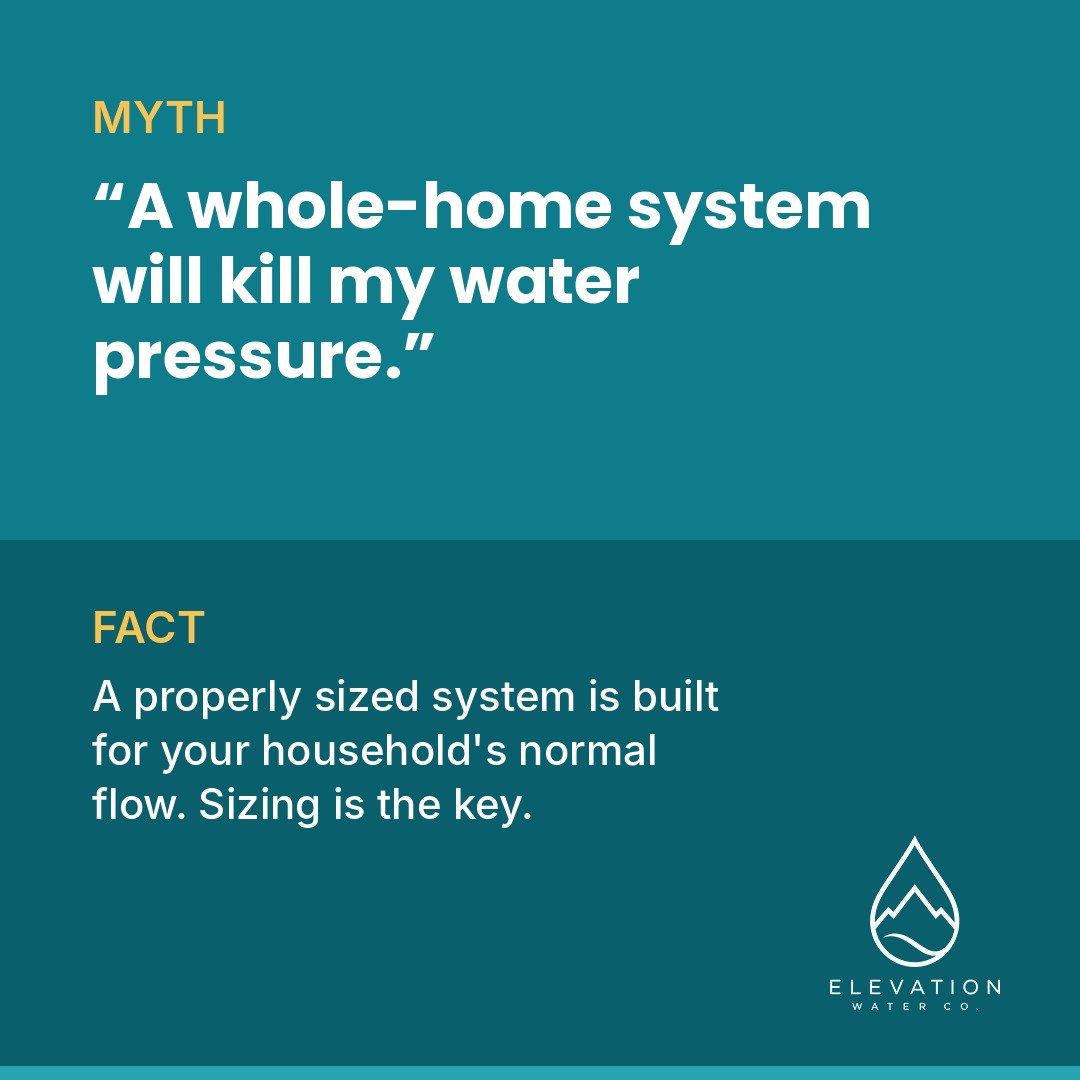 MYTH
“A whole-home system
will kill my water
pressure.”
FACT
A properly sized system is built
for your household's normal
flow. Sizing is the key.
ELEVATION
WATER CO.